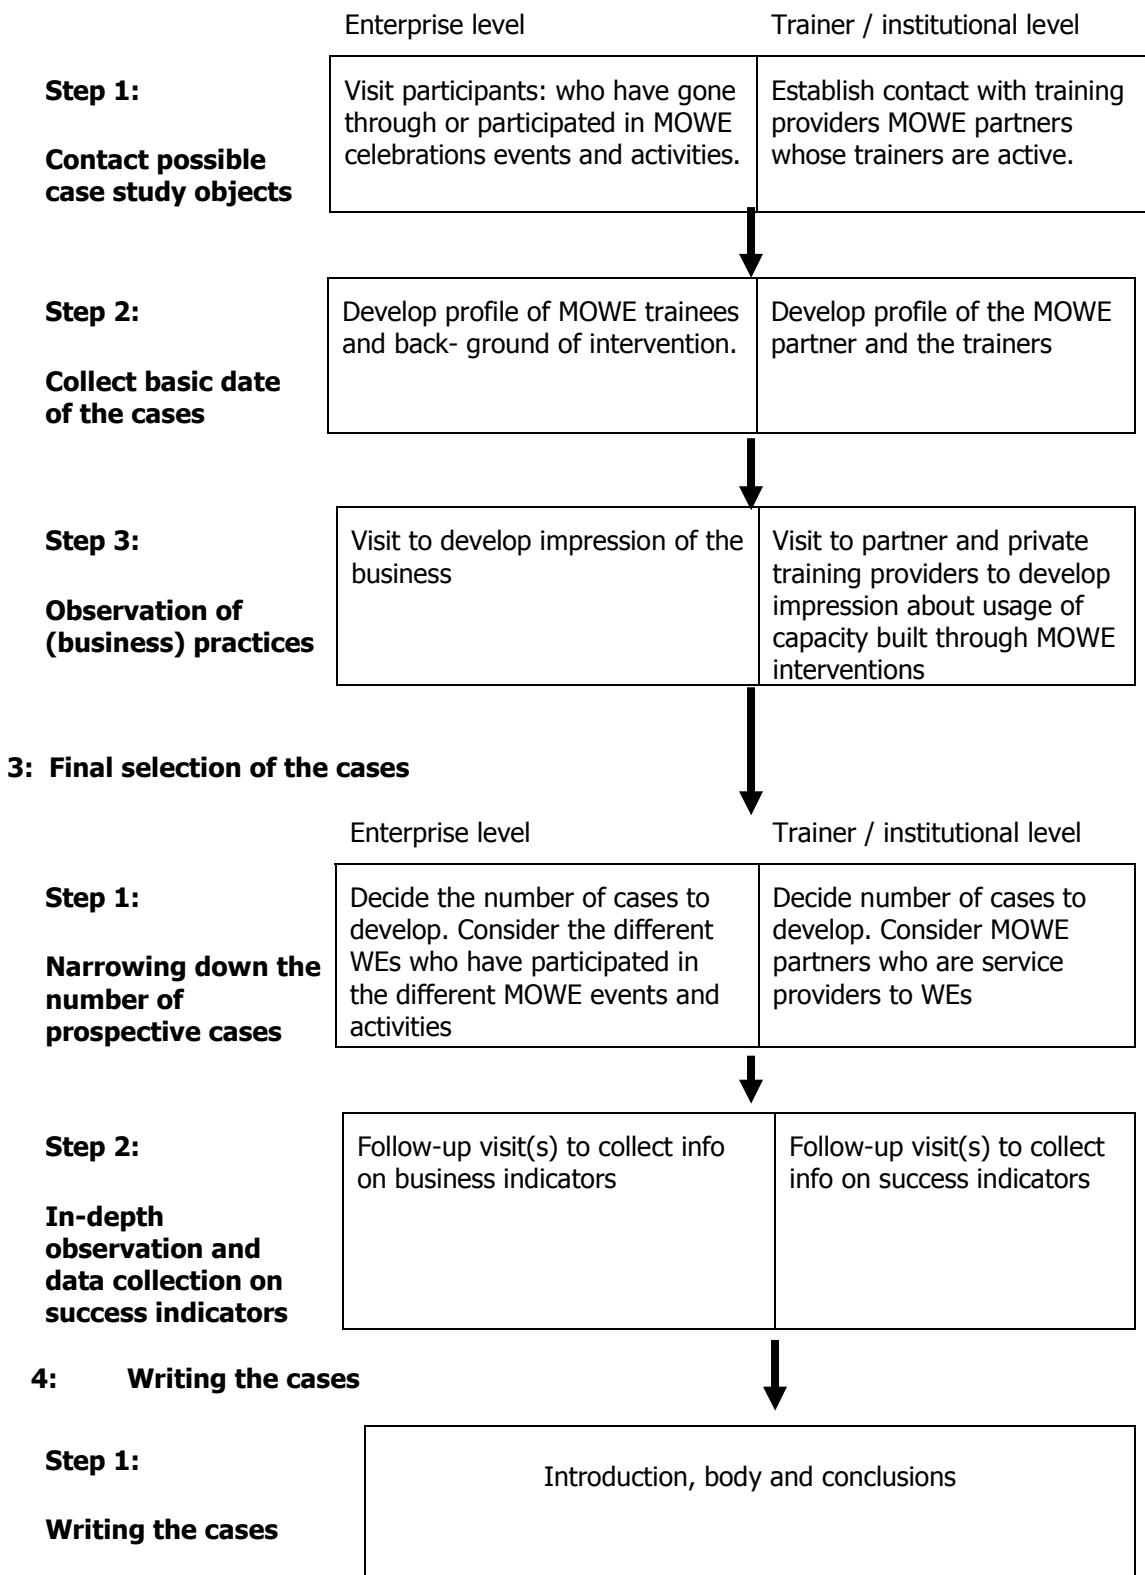 Enterprise level
Trainer / institutional level
Step 1:
Contact possible
case study objects
Visit participants: who have gone
through or participated in MOWE
celebrations events and activities.
Establish contact with training
providers MOWE partners
whose trainers are active.
Step 2:
Collect basic date
of the cases
Develop profile of MOWE trainees
and back- ground of intervention.
Develop profile of the MOWE
partner and the trainers
Step 3:
Observation of
(business) practices
Visit to develop impression of the
business
Visit to partner and private
training providers to develop
impression about usage of
capacity built through MOWE
interventions
3: Final selection of the cases
Enterprise level
Trainer / institutional level
Step 1:
Narrowing down the
number of
prospective cases
Decide the number of cases to
develop. Consider the different
WEs who have participated in
the different MOWE events and
activities
Decide number of cases to
develop. Consider MOWE
partners who are service
providers to WEs
Step 2:
In-depth
observation and
data collection on
success indicators
Follow-up visit(s) to collect info
on business indicators
Follow-up visit(s) to collect
info on success indicators
4: Writing the cases
Step 1:
Writing the cases
Introduction, body and conclusions